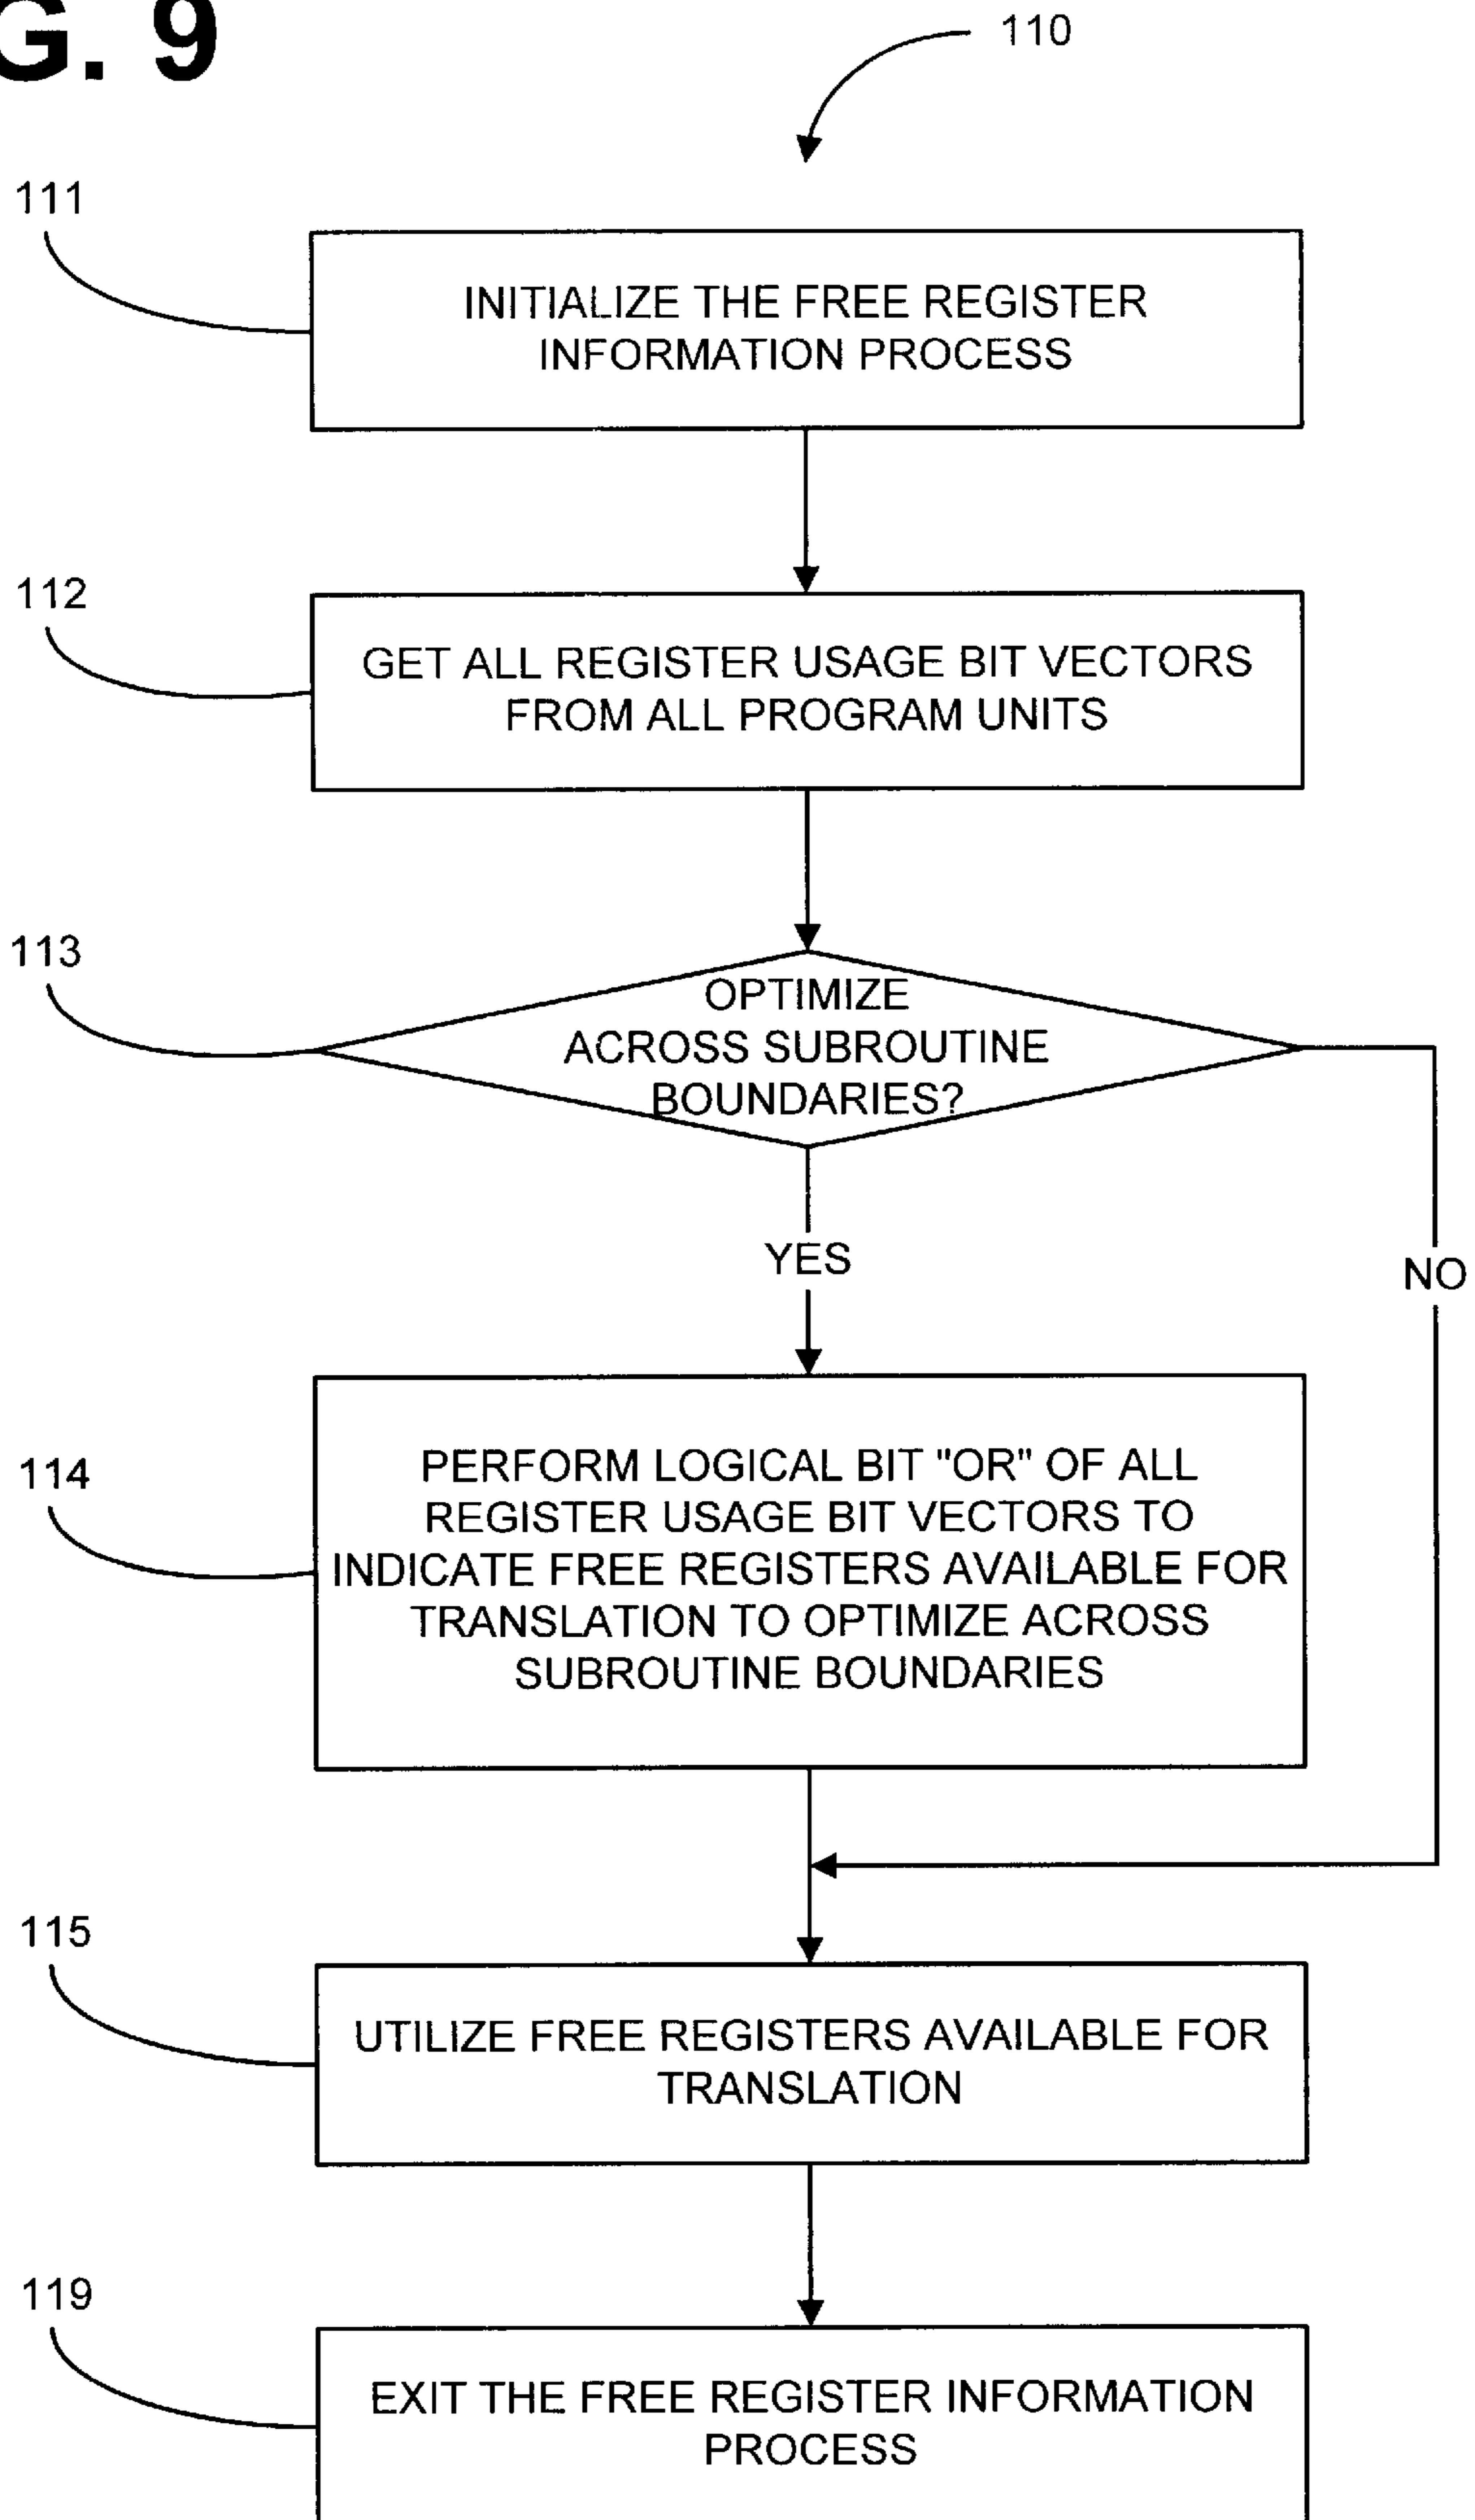 G. 9
110
111
INITIALIZE THE FREE REGISTER
INFORMATION PROCESS
112
GET ALL REGISTER USAGE BIT VECTORS
FROM ALL PROGRAM UNITS
113
OPTIMIZE
ACROSS SUBROUTINE
BOUNDARIES?
YES
NO
114
PERFORM LOGICAL BIT "OR" OF ALL
REGISTER USAGE BIT VECTORS TO
INDICATE FREE REGISTERS AVAILABLE FOR
TRANSLATION TO OPTIMIZE ACROSS
SUBROUTINE BOUNDARIES
115
UTILIZE FREE REGISTERS AVAILABLE FOR
TRANSLATION
119
EXIT THE FREE REGISTER INFORMATION
PROCESS